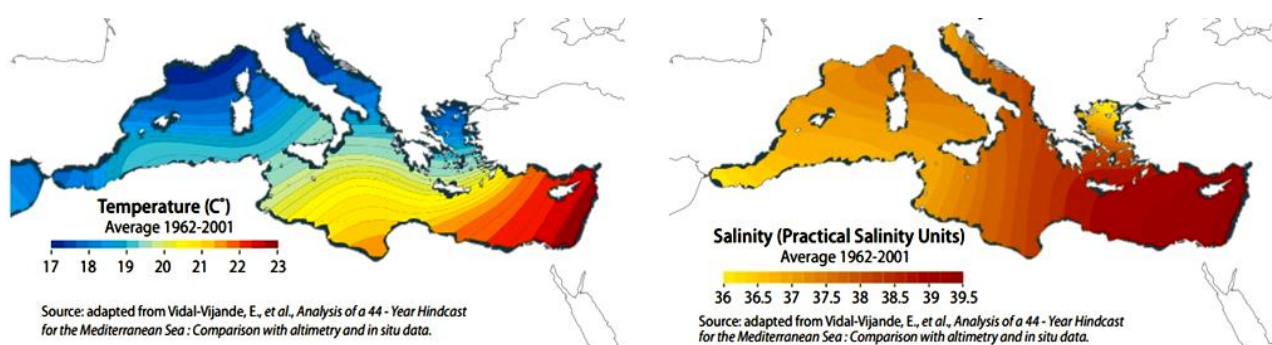 Temperature (C°)
Average 1962-2001
17 18 19 20 21 22 23
Source: adapted from Vidal-Vijande, E., et al., Analysis of a 44 - Year Hindcast
for the Mediterranean Sea : Comparison with altimetry and in situ data.
Salinity (Practical Salinity Units)
Average 1962-2001
36 36.5 37 37.5 38 38.5 39 39.5
Source: adapted from Vidal-Vijande, E., et al., Analysis of a 44 - Year Hindcast
for the Mediterranean Sea : Comparison with altimetry and in situ data.